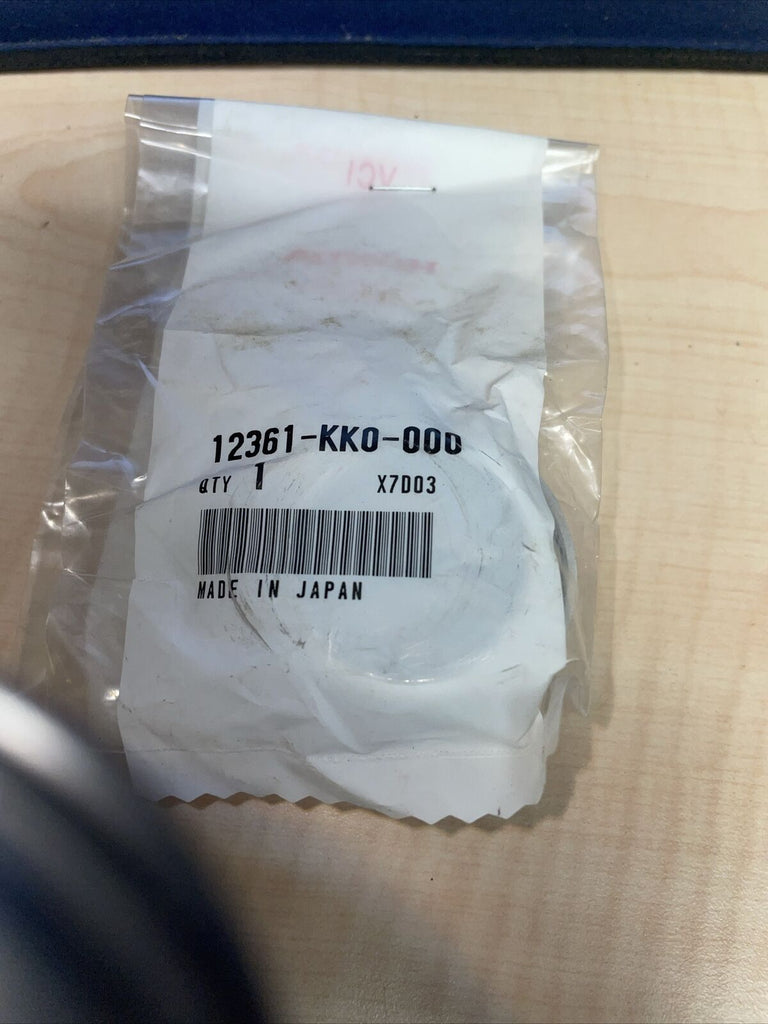 12361-KK0-000
QTY 1 X7D03
MADE IN JAPAN